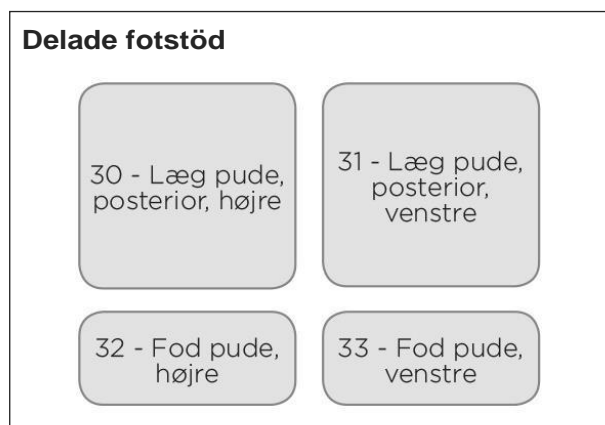 Delade fotstöd
30 - Læg pude,
posterior, højre
31 - Læg pude,
posterior,
venstre
32 - Fod pude,
højre
33 - Fod pude,
venstre